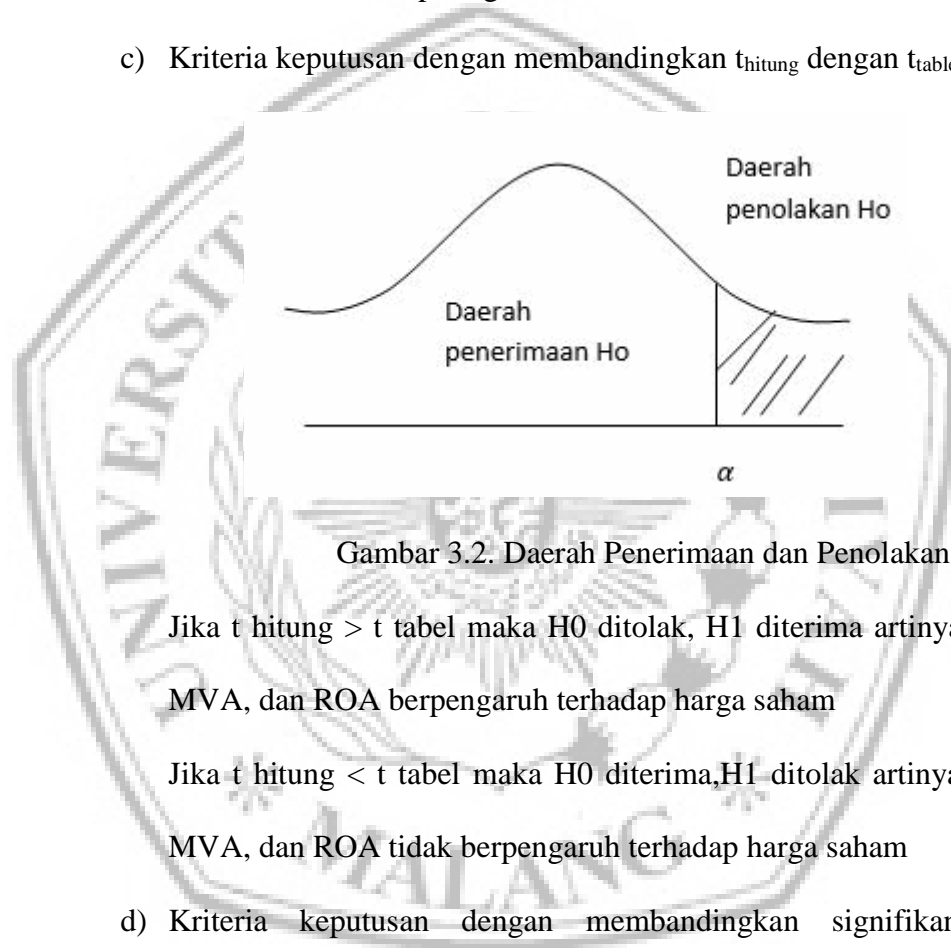 c) Kriteria keputusan dengan membandingkan thitung dengan ttable
Daerah
penolakan Ho
Daerah
penerimaan Ho
α
Gambar 3.2. Daerah Penerimaan dan Penolakan
Jika t hitung > t tabel maka H0 ditolak, H1 diterima artinya
MVA, dan ROA berpengaruh terhadap harga saham
Jika t hitung < t tabel maka H0 diterima,H1 ditolak artinya
MVA, dan ROA tidak berpengaruh terhadap harga saham
d) Kriteria keputusan dengan membandingkan signifikan
MALANG